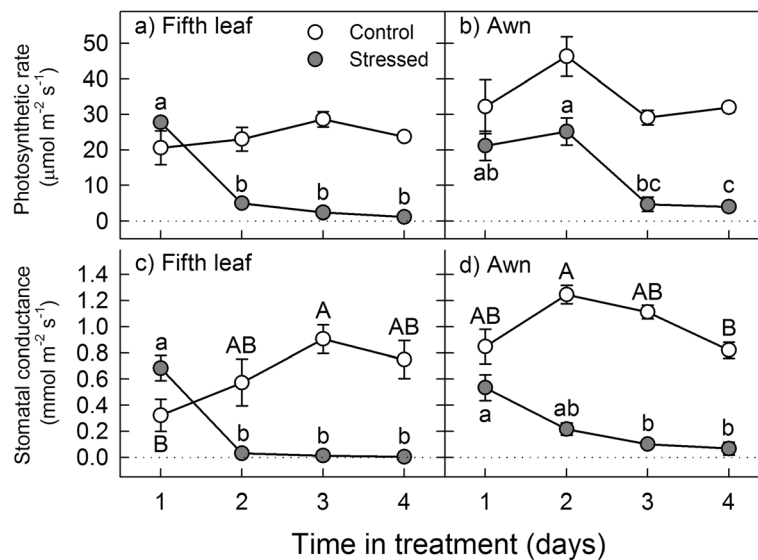 a) Fifth leaf
Control
Stressed
b) Awn
Photosynthetic rate
(μmol m⁻² s⁻¹)
50
40
30
20
10
0
a
b
b
b
ab
a
bc
c
c) Fifth leaf
d) Awn
Stomatal conductance
(mmol m⁻² s⁻¹)
1.4
1.2
1.0
0.8
0.6
0.4
0.2
0.0
a
B
AB
A
AB
b
b
b
AB
A
AB
B
a
ab
b
b
1 2 3 4 1 2 3 4
Time in treatment (days)